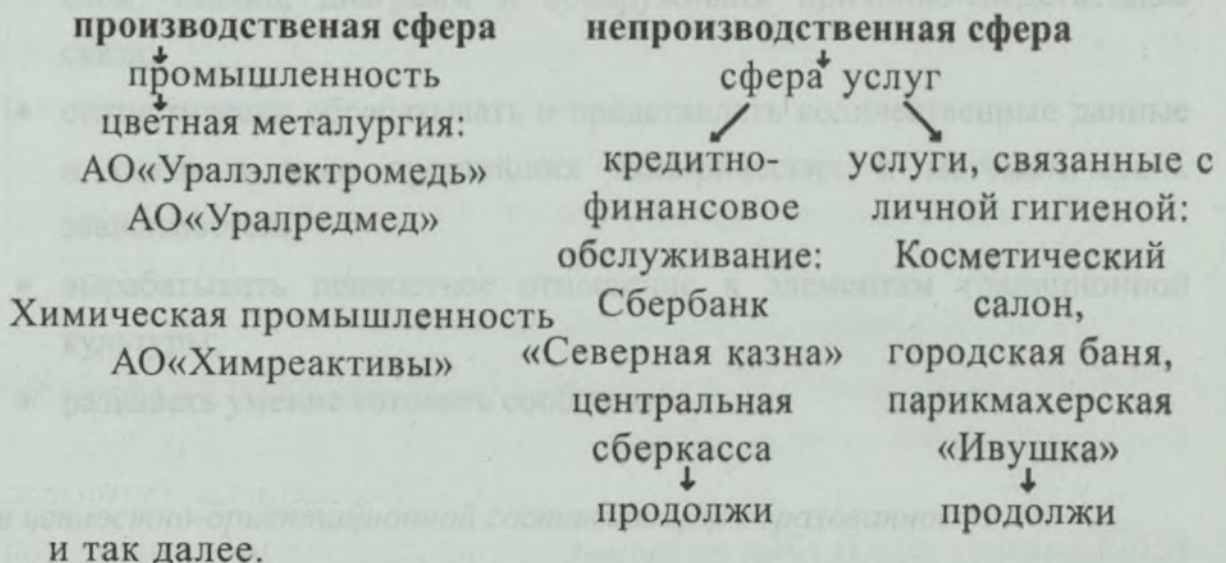 производственая сфера
промышленность
цветная металургия:
АО«Уралэлектромедь»
АО«Уралредмед»
Химическая промышленность
АО«Химреактивы»
и так далее.
непроизводственная сфера
сфера услуг
кредитно-
финансовое
обслуживание:
Сбербанк
«Северная казна»
центральная
сберкасса
продолжи
услуги, связанные с
личной гигиеной:
Косметический
салон,
городская баня,
парикмахерская
«Ивушка»
продолжи